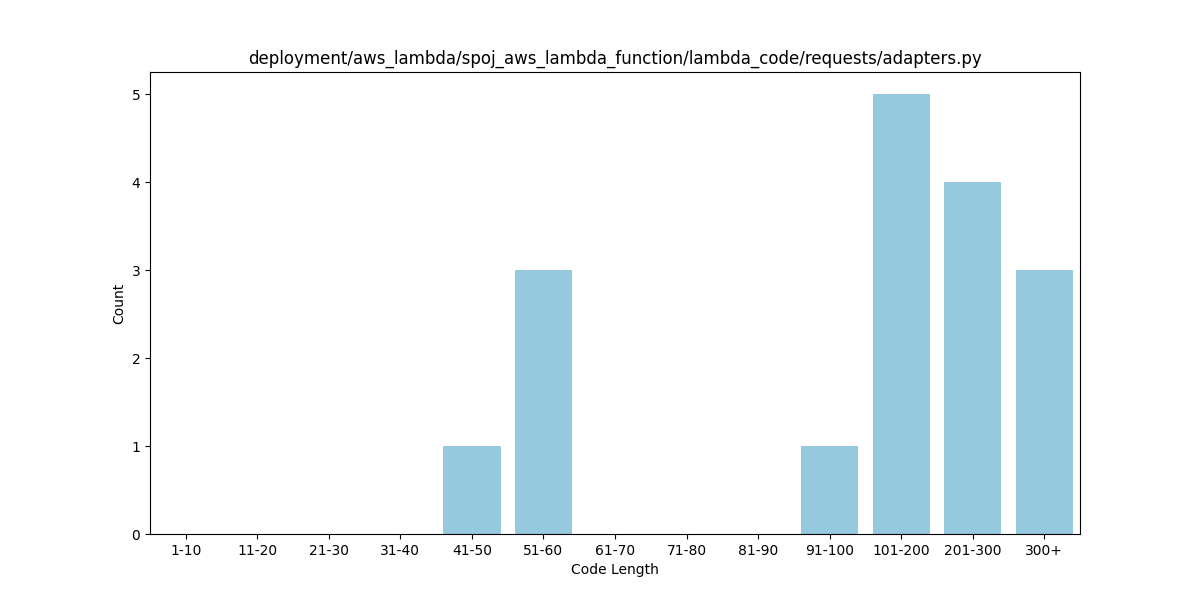 deployment/aws_lambda/spoj_aws_lambda_function/lambda_code/requests/adapters.py
5
4
3
2
1
0
Count
1-10 11-20 21-30 31-40 41-50 51-60 61-70 71-80 81-90 91-100 101-200 201-300 300+
Code Length